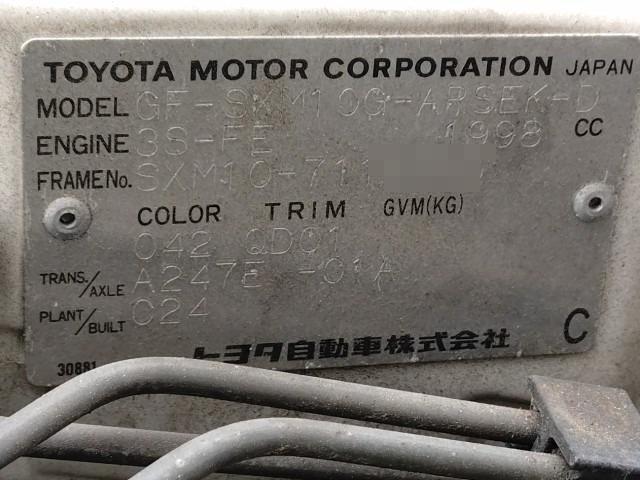 TOYOTA MOTOR CORPORATION JAPAN
MODEL GF-SXM10G-ARSEK-D
ENGINE 3S-FE 1998 CC
FRAME No. SXM10-711
COLOR TRIM GVM(KG)
042 QD01
TRANS./AXLE A247E -01A
PLANT/BUILT C24
トヨタ自動車株式会社 C
30881